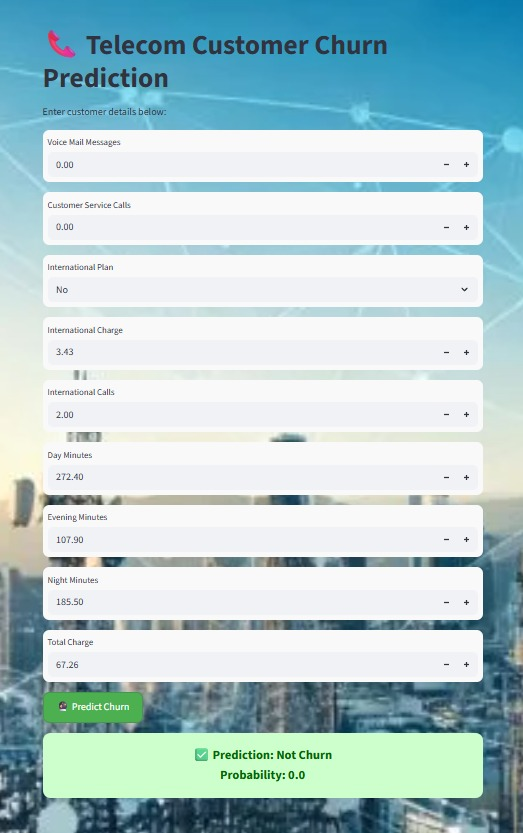 📞 Telecom Customer Churn
Prediction
Enter customer details below:
Voice Mail Messages
0.00
Customer Service Calls
0.00
International Plan
No
International Charge
3.43
International Calls
2.00
Day Minutes
272.40
Evening Minutes
107.90
Night Minutes
185.50
Total Charge
67.26
🔮 Predict Churn
✅ Prediction: Not Churn
Probability: 0.0